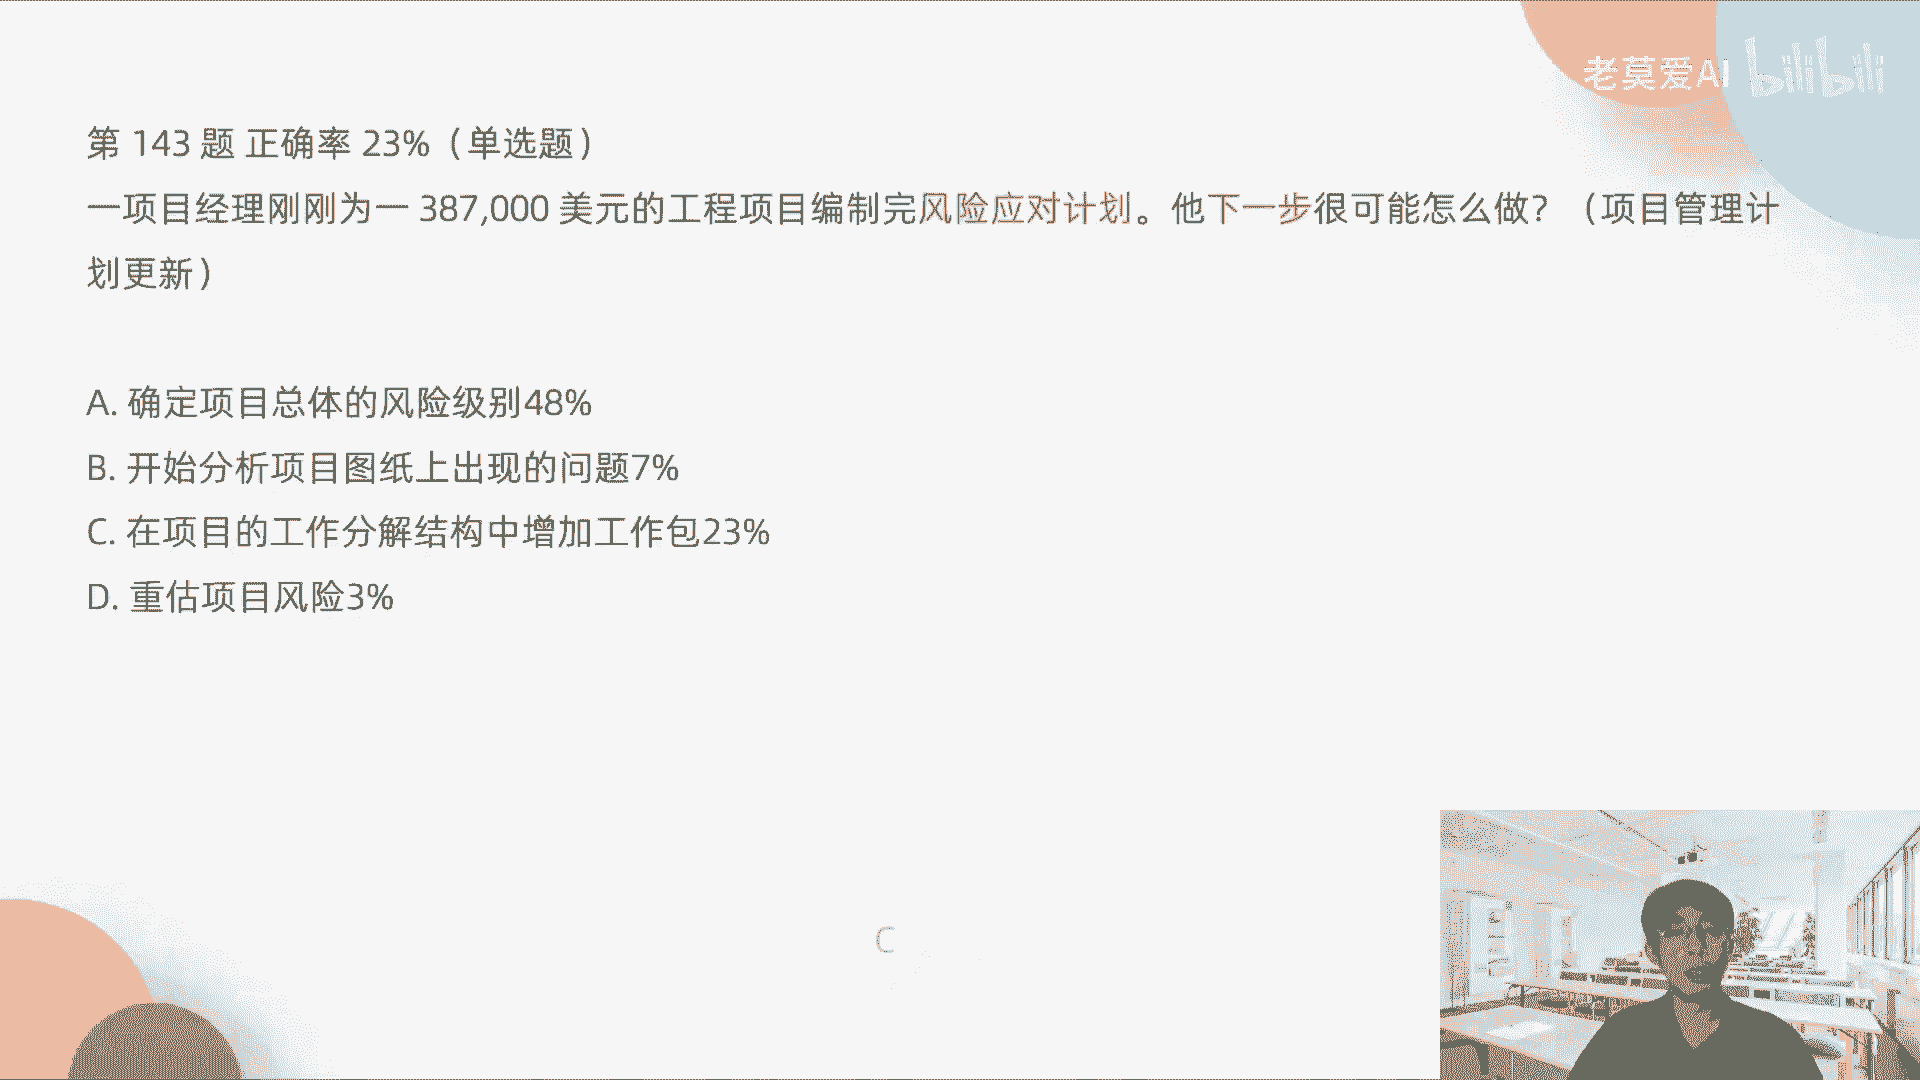 老莫爱AI bilibili
第 143 题 正确率 23%（单选题）
一项目经理刚刚为一 387,000 美元的工程项目编制完风险应对计划。他下一步很可能怎么做？（项目管理计
划更新）
A. 确定项目总体的风险级别48%
B. 开始分析项目图纸上出现的问题7%
C. 在项目的工作分解结构中增加工作包23%
D. 重估项目风险3%
C